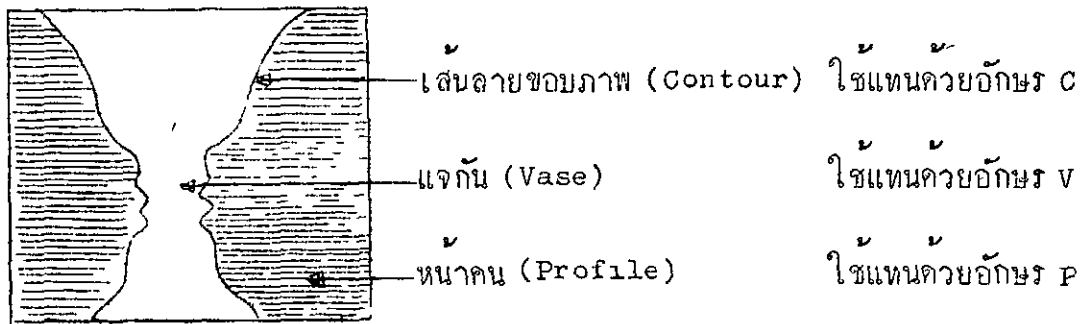 เส้นลายขอบภาพ (Contour) ใช้แทนด้วยอักษร C
แจกัน (Vase) ใช้แทนด้วยอักษร V
หน้าคน (Profile) ใช้แทนด้วยอักษร P